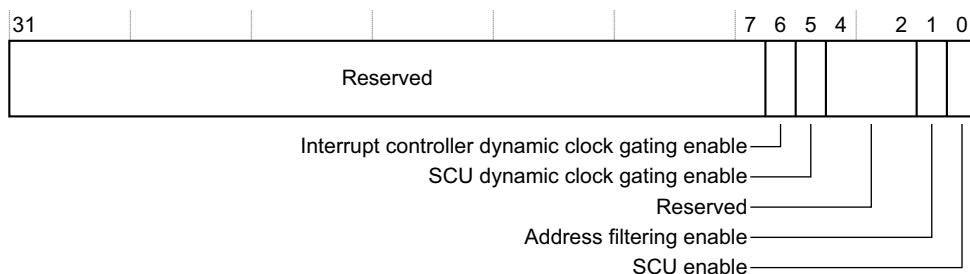 31 7 6 5 4 2 1 0
Reserved
Interrupt controller dynamic clock gating enable
SCU dynamic clock gating enable
Reserved
Address filtering enable
SCU enable